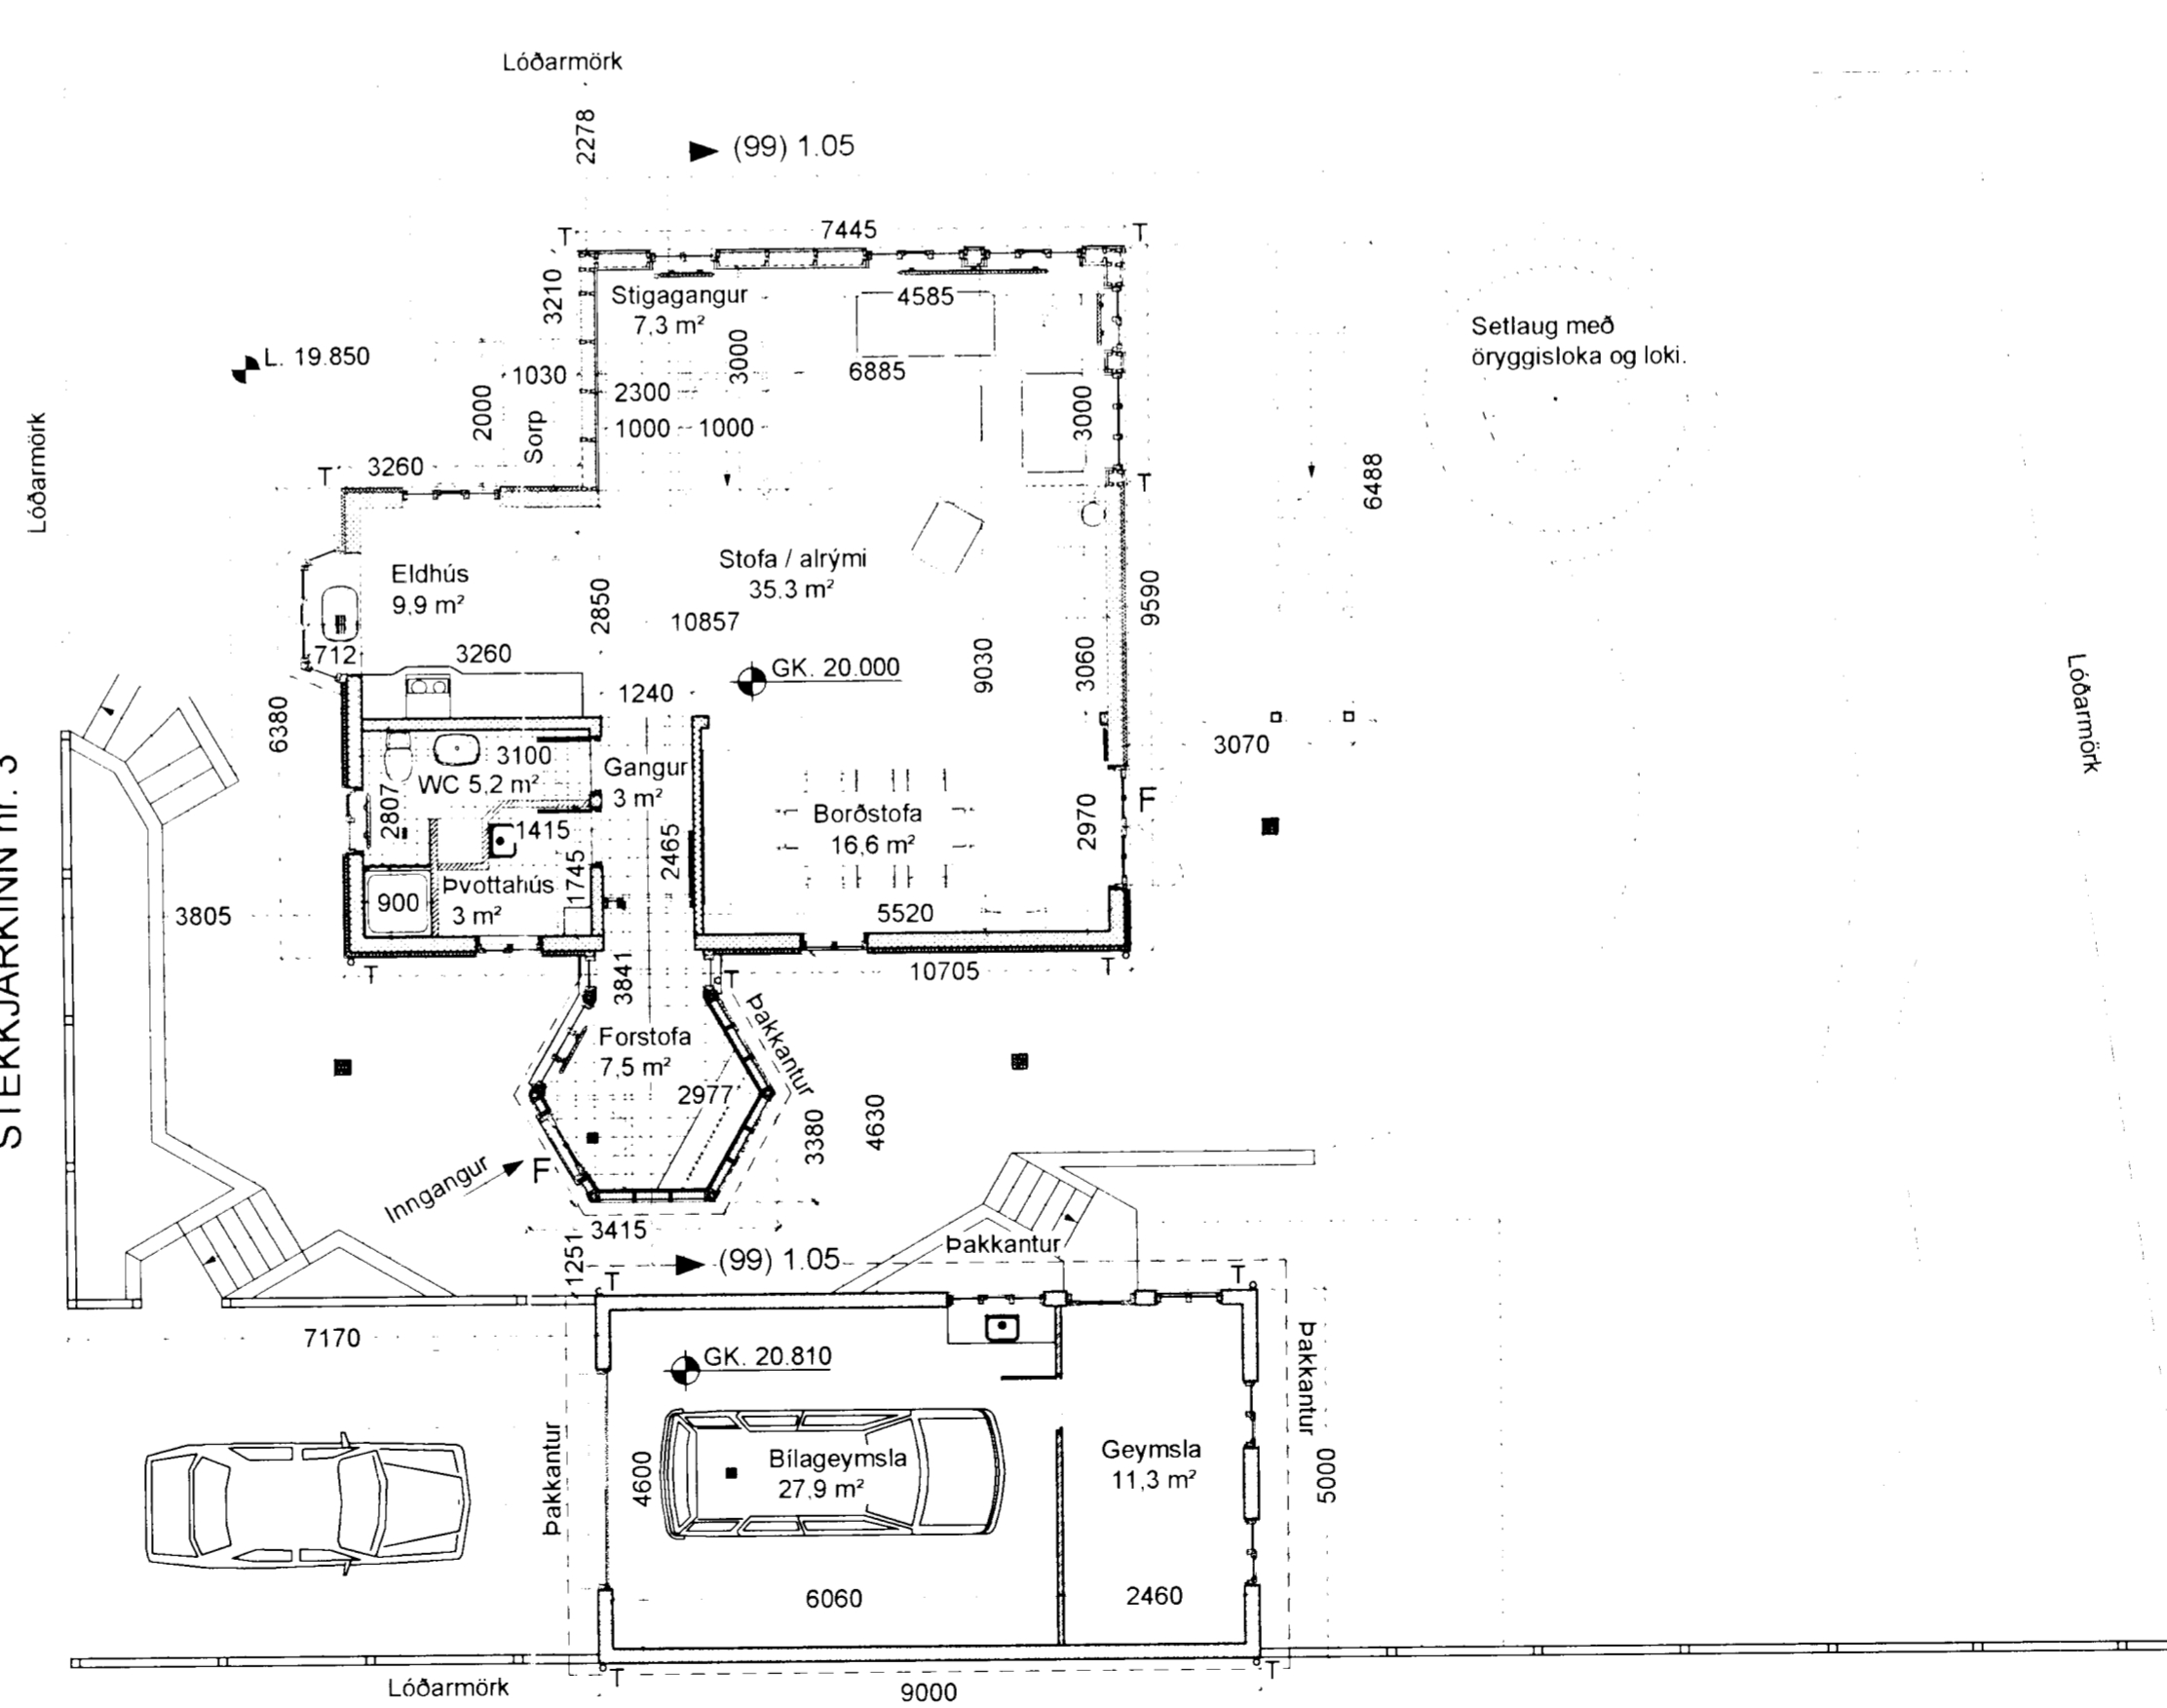 Lóðarmörk
2278
(99) 1.05
T
7445
T
3210
Stigagangur
7,3 m²
4585
3000
6885
L. 19.850
1030
2300
1000
1000
2000
Sorp
3000
Setlaug með
öryggisloka og loki.
Lóðarmörk
T
3260
T
6488
Eldhús
9,9 m²
Stofa / alrými
35,3 m²
2850
10857
9590
712
3260
GK. 20.000
9030
3060
1240
6380
3070
Lóðarmörk
STEKKJARKINN nr. 3
3100
WC 5,2 m²
2807
Gangur
3 m²
1415
2465
Borðstofa
16,6 m²
2970
F
1745
900
Þvottahús
3 m²
3805
5520
T
3841
T
10705
T
Þakkantur
Forstofa
7,5 m²
2977
3380
4630
Inngangur
F
3415
1251
(99) 1.05
Þakkantur
T
T
7170
GK. 20.810
Þakkantur
Þakkantur
4600
Bílageymsla
27,9 m²
Geymsla
11,3 m²
5000
6060
2460
Lóðarmörk
T
9000
T